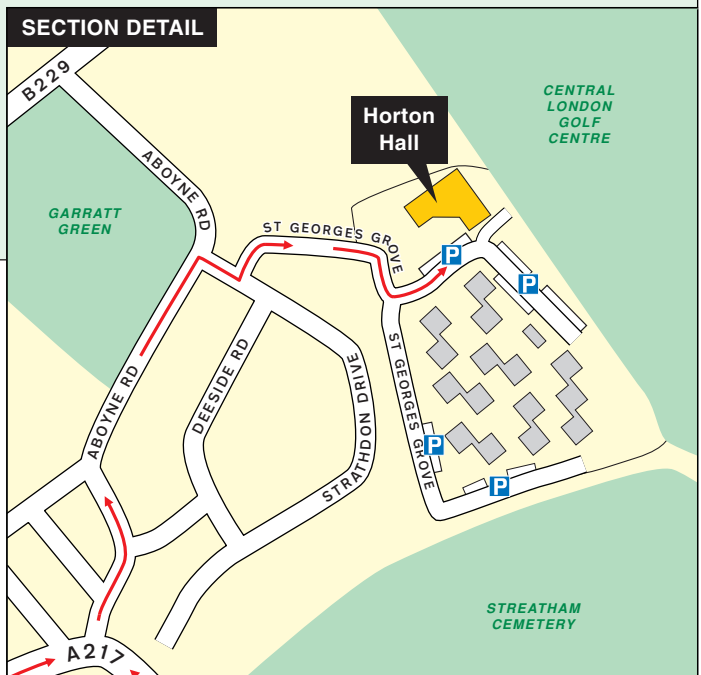 SECTION DETAIL
B229
CENTRAL
LONDON
GOLF
CENTRE
Horton
Hall
ABOYNE RD
GARRATT
GREEN
ST GEORGES GROVE
P
P
ABOYNE RD
DEESIDE RD
STRATHDON DRIVE
ST GEORGES GROVE
P
P
STREATHAM
CEMETERY
A217